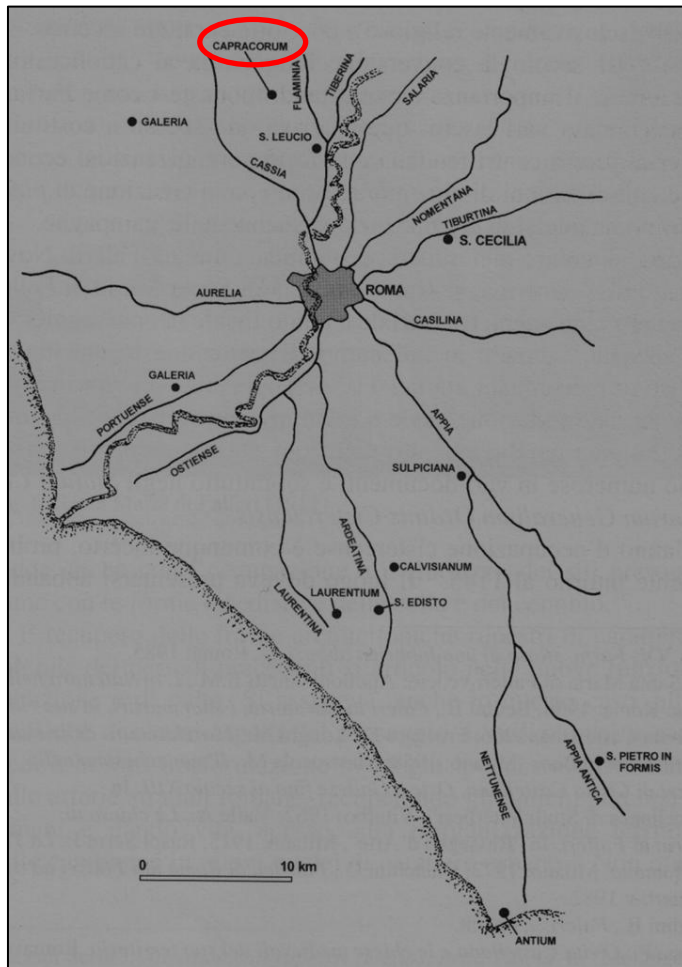 CAPRACORUM
FLAMINIA
TIBERINA
SALARIA
GALERIA
S. LEUCIO
CASSIA
NOMENTANA
TIBURTINA
S. CECILIA
AURELIA
ROMA
CASILINA
GALERIA
PORTUENSE
OSTIENSE
APPIA
SULPICIANA
ARDEATINA
CALVISIANUM
LAURENTINA
LAURENTIUM
S. EDISTO
NETTUNENSE
APPIA ANTICA
S. PIETRO IN
FORMIS
0 10 km
ANTIUM